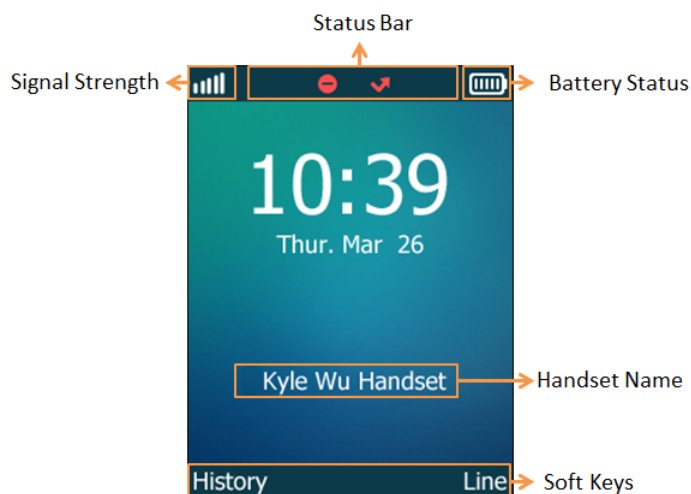 Status Bar
Signal Strength
Battery Status
10:39
Thur. Mar 26
Kyle Wu Handset
Handset Name
History
Line
Soft Keys